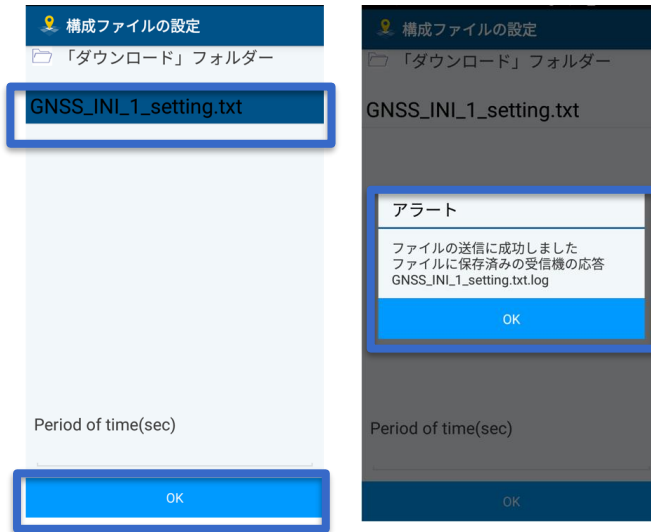 構成ファイルの設定
「ダウンロード」フォルダー
GNSS_INI_1_setting.txt
Period of time(sec)
OK
構成ファイルの設定
「ダウンロード」フォルダー
GNSS_INI_1_setting.txt
アラート
ファイルの送信に成功しました
ファイルに保存済みの受信機の応答
GNSS_INI_1_setting.txt.log
OK
Period of time(sec)
OK